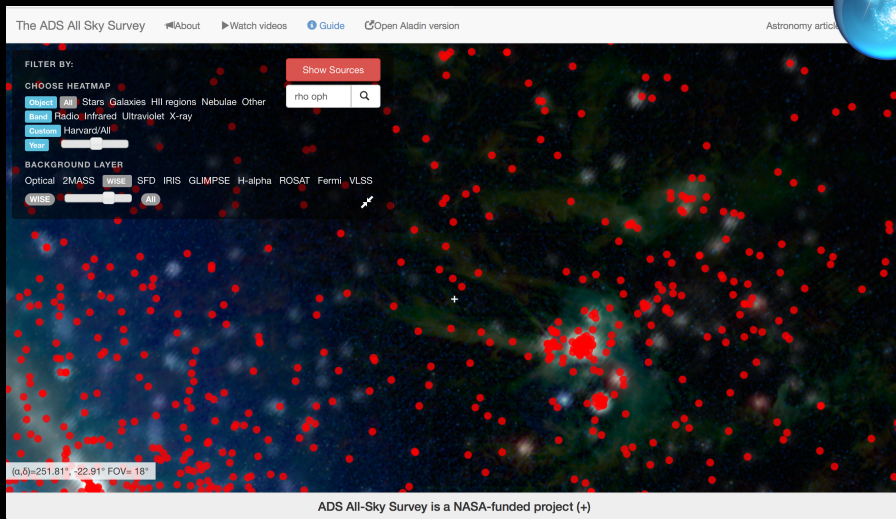 The ADS All Sky Survey About Watch videos Guide Open Aladin version Astronomy
FILTER BY:
Show Sources
CHOOSE HEATMAP
rho oph
Object All Stars Galaxies HII regions Nebulae Other
Band Radio Infrared Ultraviolet X-ray
Custom Harvard/All
Year
BACKGROUND LAYER
Optical 2MASS WISE SFD IRIS GLIMPSE H-alpha ROSAT Fermi VLSS
WISE All
(α,δ)=251.81°, -22.91° FOV= 18°
ADS All-Sky Survey is a NASA-funded project (+)